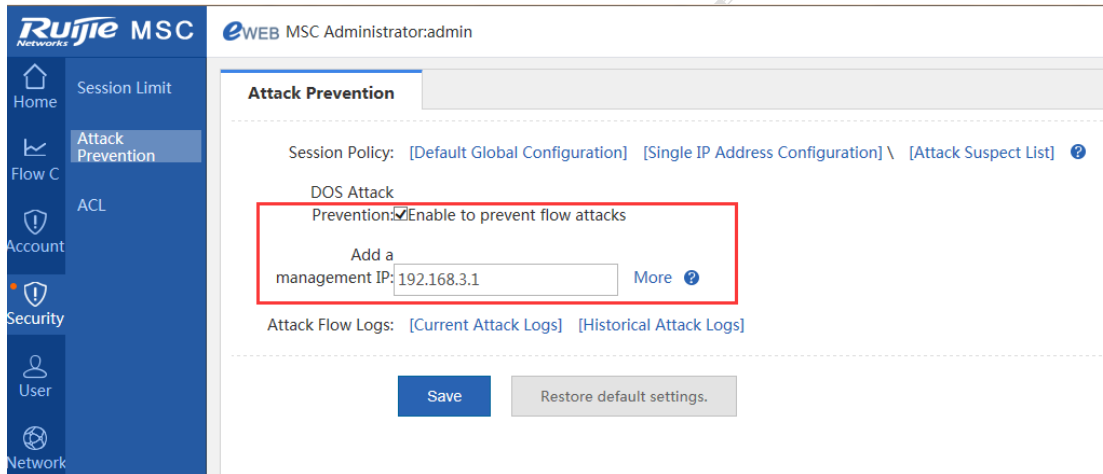 Ruijie Networks MSC
eWEB MSC Administrator:admin
Home
Flow C
Account
Security
User
Network
Session Limit
Attack
Prevention
ACL
Attack Prevention
Session Policy: [Default Global Configuration] [Single IP Address Configuration] \ [Attack Suspect List] ?
DOS Attack
Prevention: Enable to prevent flow attacks
Add a
management IP: 192.168.3.1 More ?
Attack Flow Logs: [Current Attack Logs] [Historical Attack Logs]
Save Restore default settings.